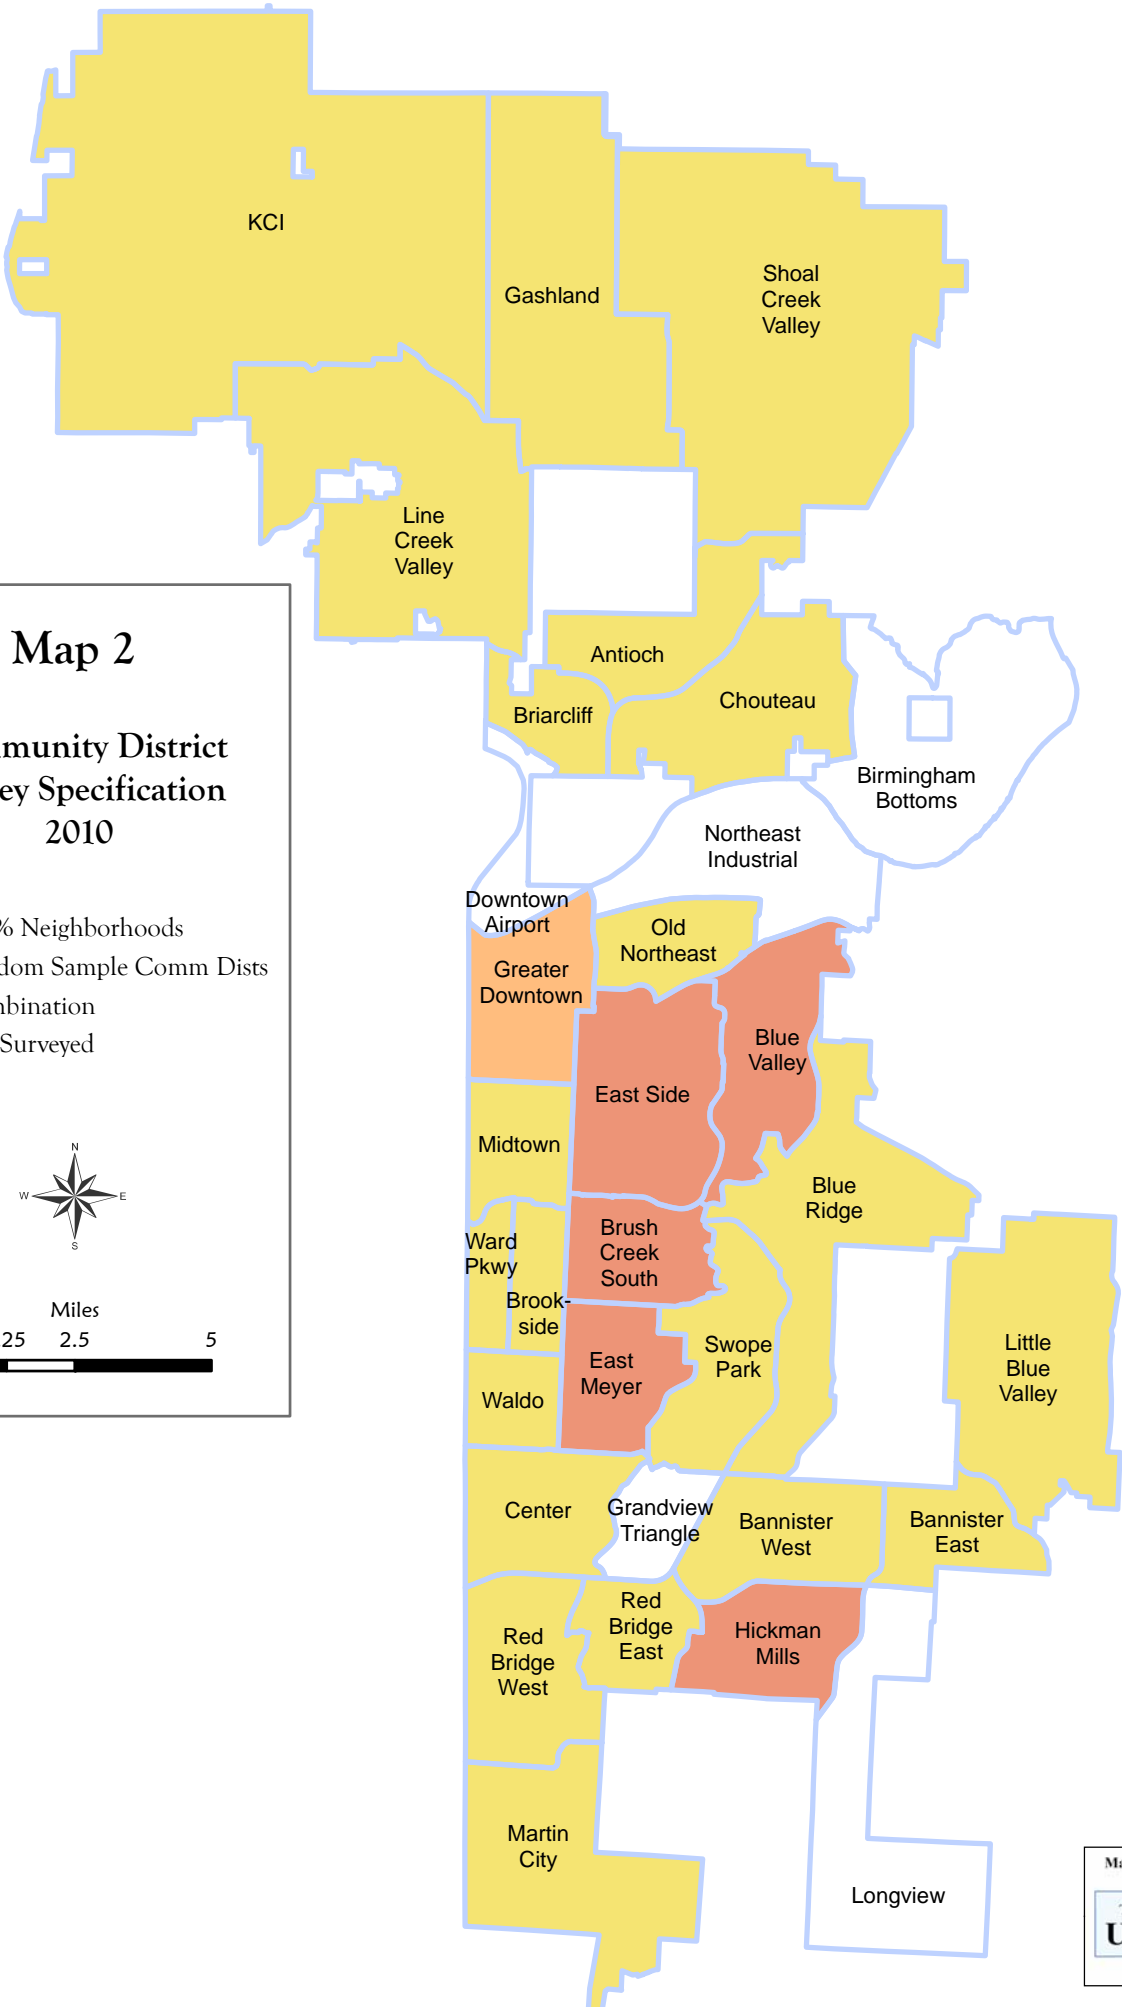 KCI
Gashland
Shoal
Creek
Valley
Line
Creek
Valley
Map 2
munity District
ey Specification
2010
% Neighborhoods
dom Sample Comm Dists
bination
Surveyed
N
W
E
S
Miles
25 2.5 5
Antioch
Chouteau
Briarcliff
Birmingham
Bottoms
Northeast
Industrial
Downtown
Airport
Old
Northeast
Greater
Downtown
Blue
Valley
East Side
Midtown
Blue
Ridge
Ward
Pkwy
Brush
Creek
South
Brook-
side
Swope
Park
Little
Blue
Valley
East
Meyer
Waldo
Center
Grandview
Triangle
Bannister
West
Bannister
East
Red
Bridge
East
Hickman
Mills
Red
Bridge
West
Martin
City
Longview
Ma
U